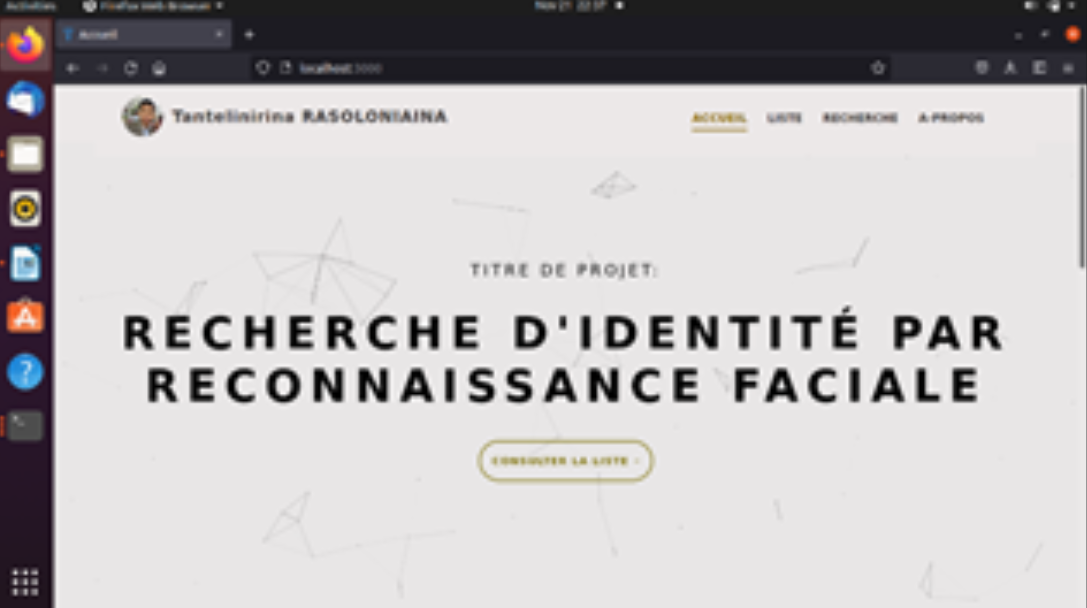 Activities
Firefox Web Browser
Nov 21 22:37
Accueil
localhost:3000
Tantelinirina RASOLONIAINA
ACCUEIL
LISTE
RECHERCHE
A-PROPOS
TITRE DE PROJET:
RECHERCHE D'IDENTITÉ PAR
RECONNAISSANCE FACIALE
CONSULTER LA LISTE